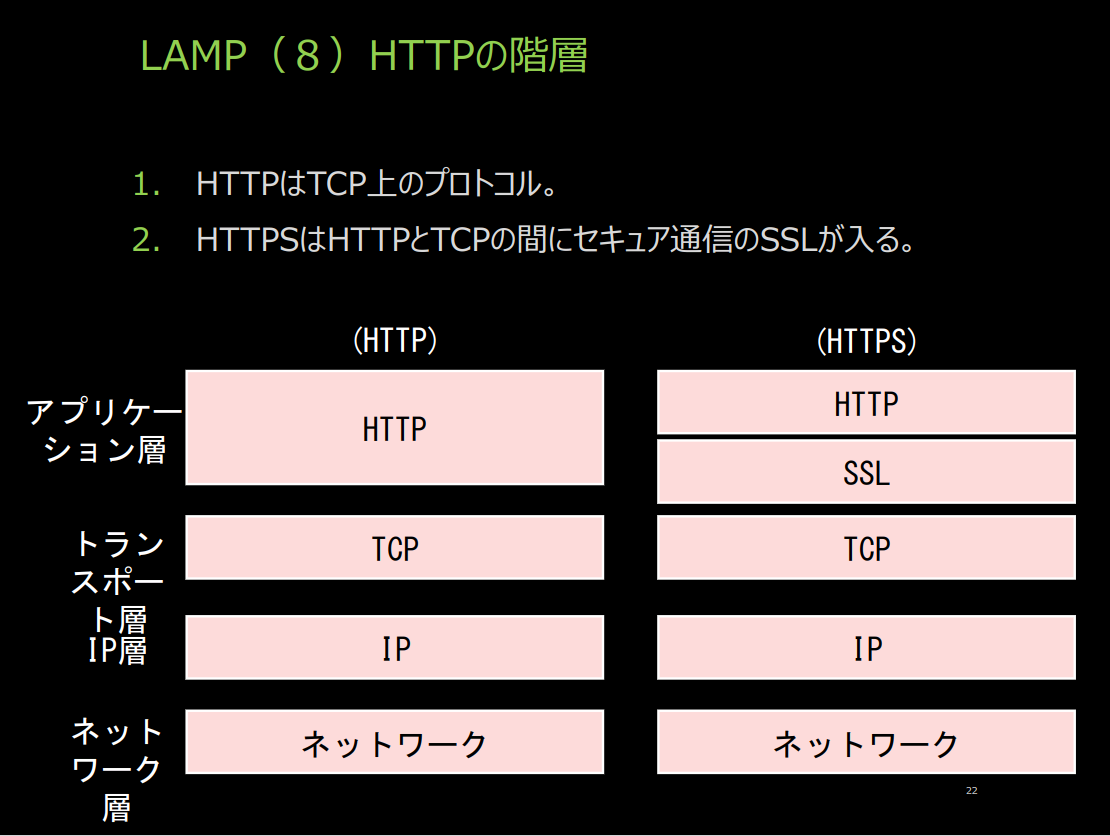 LAMP（８）HTTPの階層
1. HTTPはTCP上のプロトコル。
2. HTTPSはHTTPとTCPの間にセキュア通信のSSLが入る。
(HTTP)
(HTTPS)
アプリケー
ション層
HTTP
HTTP
SSL
トラン
スポー
ト層
TCP
TCP
IP層
IP
IP
ネット
ワーク
層
ネットワーク
ネットワーク
22